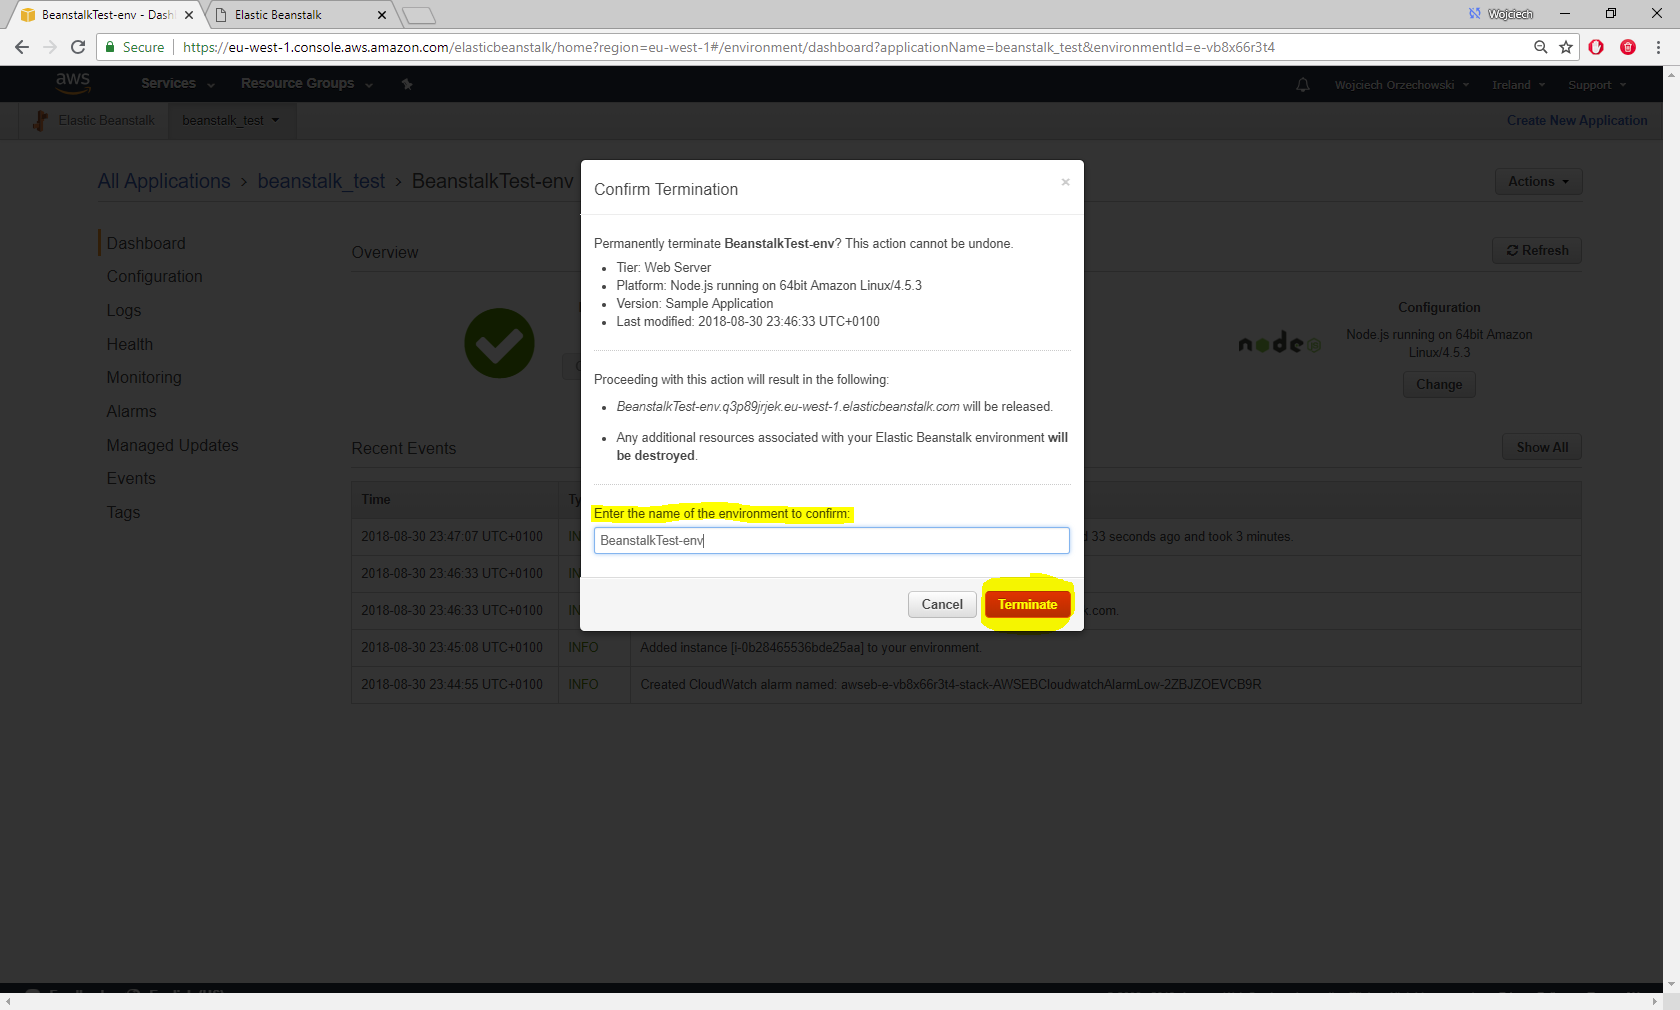 BeanstalkTest-env - Dash
Elastic Beanstalk
Wojciech
Secure
https://eu-west-1.console.aws.amazon.com/elasticbeanstalk/home?region=eu-west-1#/environment/dashboard?applicationName=beanstalk_test&environmentId=e-vb8x66r3t4
aws
Services
Resource Groups
Wojciech Orzechowski
Ireland
Support
Elastic Beanstalk
beanstalk_test
Create New Application
All Applications › beanstalk_test › BeanstalkTest-env
Actions
Dashboard
Configuration
Logs
Health
Monitoring
Alarms
Managed Updates
Events
Tags
Overview
Refresh
Configuration
node
JS
Node.js running on 64bit Amazon
Linux/4.5.3
Change
Recent Events
Show All
Time
Ty
2018-08-30 23:47:07 UTC+0100 IN
33 seconds ago and took 3 minutes.
2018-08-30 23:46:33 UTC+0100 IN
2018-08-30 23:46:33 UTC+0100 IN
.com.
2018-08-30 23:45:08 UTC+0100 INFO Added instance [i-0b28465536bde25aa] to your environment.
2018-08-30 23:44:55 UTC+0100 INFO Created CloudWatch alarm named: awseb-e-vb8x66r3t4-stack-AWSEBCloudwatchAlarmLow-2ZBJZOEVCB9R
Confirm Termination
×
Permanently terminate BeanstalkTest-env? This action cannot be undone.
• Tier: Web Server
• Platform: Node.js running on 64bit Amazon Linux/4.5.3
• Version: Sample Application
• Last modified: 2018-08-30 23:46:33 UTC+0100
Proceeding with this action will result in the following:
• BeanstalkTest-env.q3p89jrjek.eu-west-1.elasticbeanstalk.com will be released.
• Any additional resources associated with your Elastic Beanstalk environment will
be destroyed.
Enter the name of the environment to confirm:
BeanstalkTest-env
Cancel
Terminate